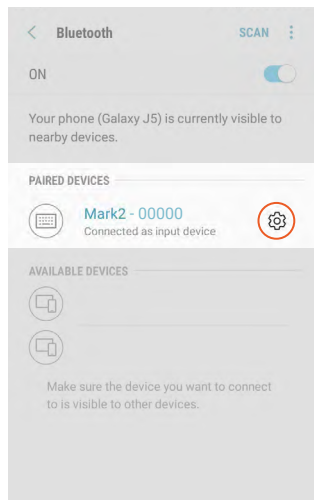 Bluetooth SCAN
ON
Your phone (Galaxy J5) is currently visible to
nearby devices.
PAIRED DEVICES
Mark2 - 00000
Connected as input device
AVAILABLE DEVICES
Make sure the device you want to connect
to is visible to other devices.